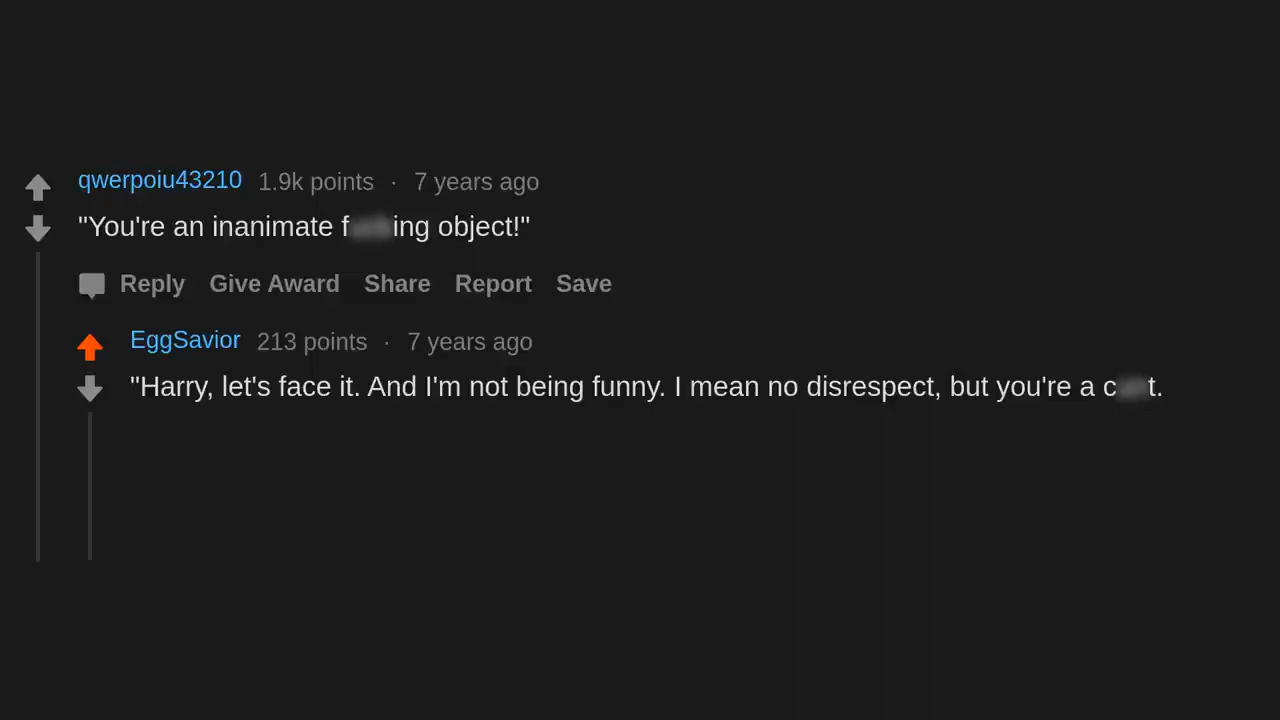 qwerpoiu43210 1.9k points · 7 years ago
"You're an inanimate f ing object!"
Reply Give Award Share Report Save
EggSavior 213 points · 7 years ago
"Harry, let's face it. And I'm not being funny. I mean no disrespect, but you're a c t.